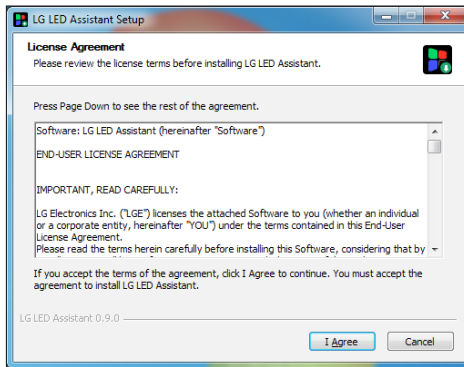 LG LED Assistant Setup
License Agreement
Please review the license terms before installing LG LED Assistant.
Press Page Down to see the rest of the agreement.
Software: LG LED Assistant (hereinafter "Software")
END-USER LICENSE AGREEMENT
IMPORTANT, READ CAREFULLY:
LG Electronics Inc. ("LGE") licenses the attached Software to you (whether an individual
or a corporate entity, hereinafter "YOU") under the terms contained in this End-User
License Agreement.
Please read the terms herein carefully before installing this Software, considering that by
If you accept the terms of the agreement, click I Agree to continue. You must accept the
agreement to install LG LED Assistant.
LG LED Assistant 0.9.0
I Agree
Cancel